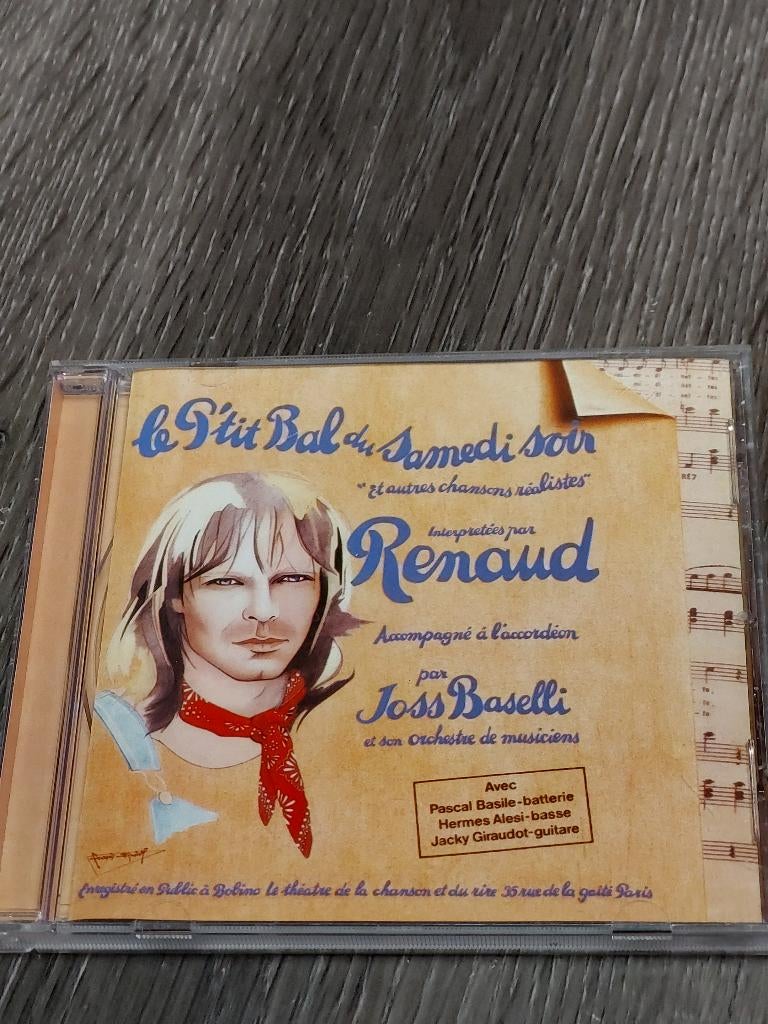 le P'tit Bal du Samedi soir
"Et autres chansons réalistes"
Interpretées par
Renaud
Accompagné á l'accordéon
par
Joss Baselli
et son orchestre de musiciens
Avec
Pascal Basile-batterie
Hermes Alesi-basse
Jacky Giraudot-guitare
Enregistré en Public à Bobino le théatre de la chanson et du rire 35 rue de la gaité Paris